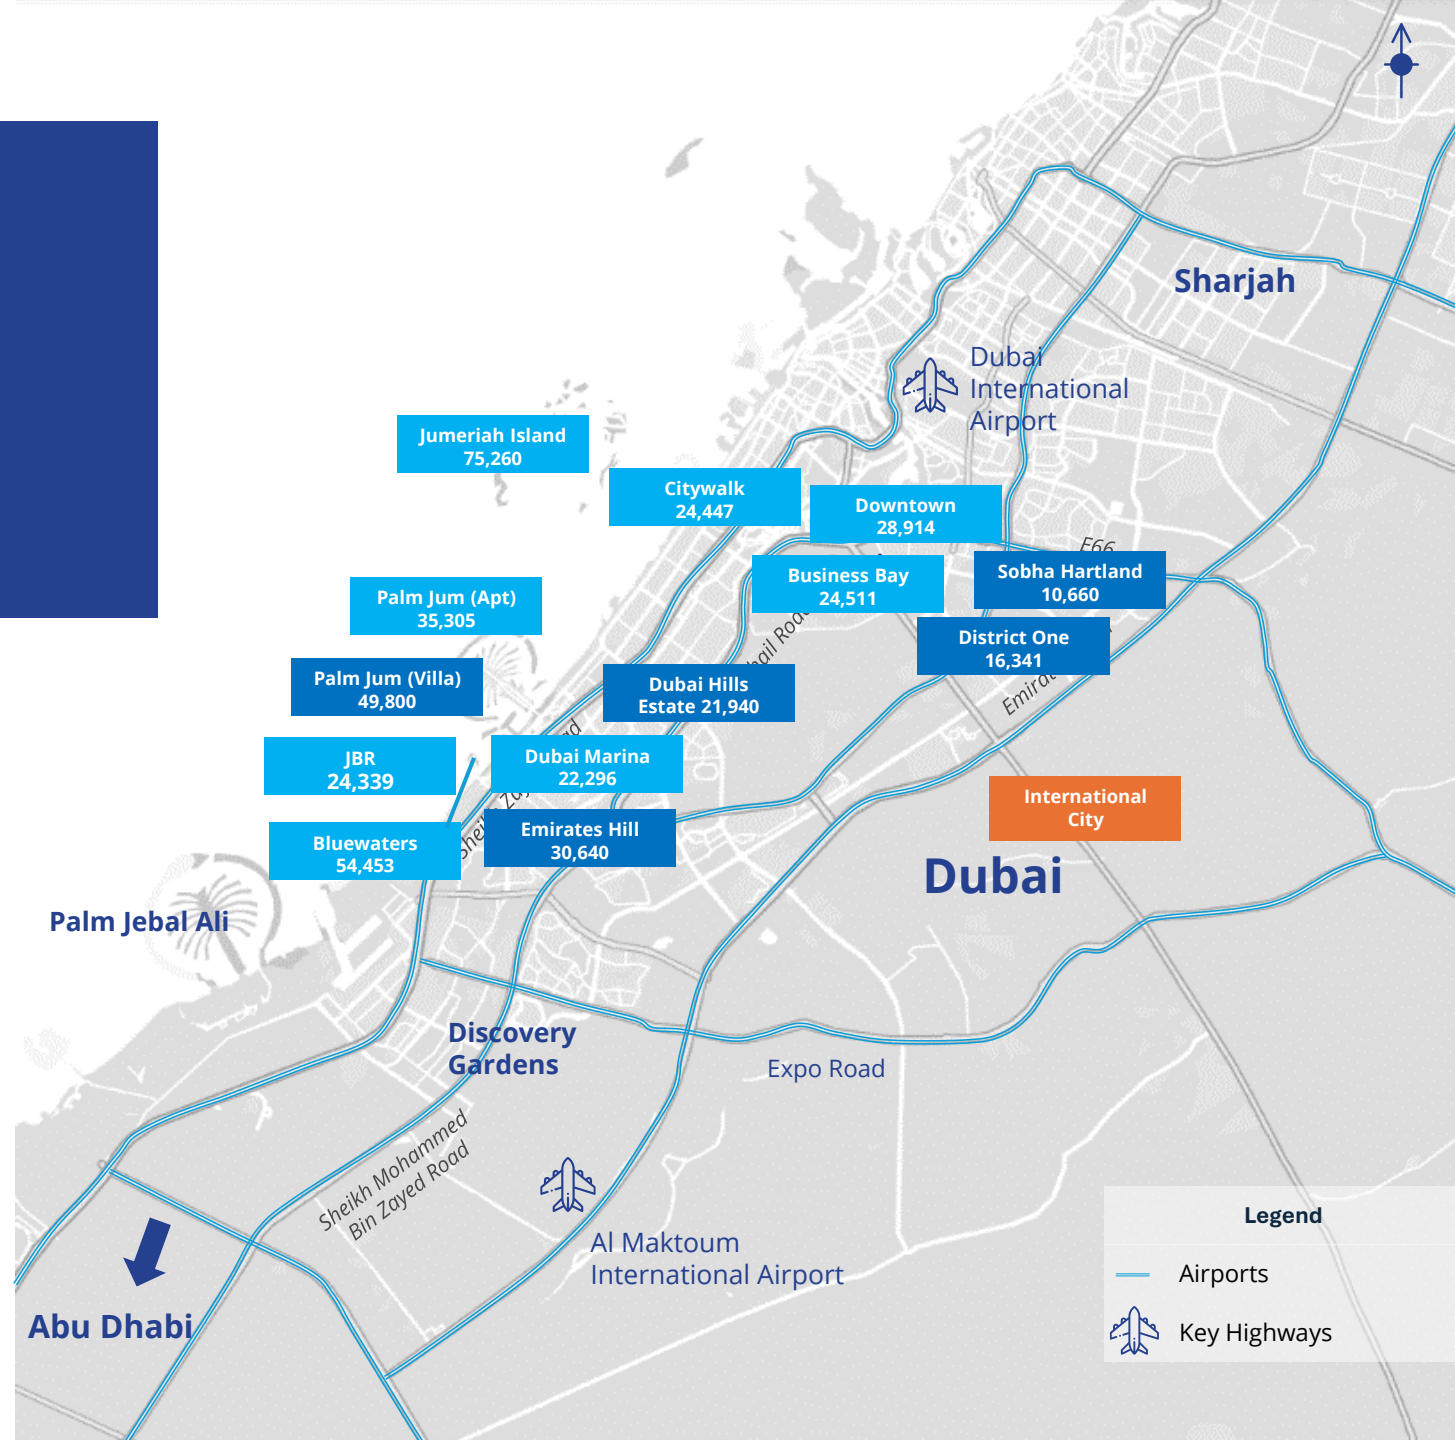 Sharjah
Dubai
International
Airport
Jumeriah Island
75,260
Citywalk
24,447
Downtown
28,914
E66
Business Bay
24,511
Sobha Hartland
10,660
Palm Jum (Apt)
35,305
District One
16,341
Palm Jum (Villa)
49,800
Dubai Hills
Estate 21,940
JBR
24,339
Dubai Marina
22,296
International
City
Bluewaters
54,453
Emirates Hill
30,640
Dubai
Palm Jebal Ali
Discovery
Gardens
Expo Road
Sheikh Mohammed
Bin Zayed Road
Al Maktoum
International Airport
Abu Dhabi
Legend
Airports
Key Highways